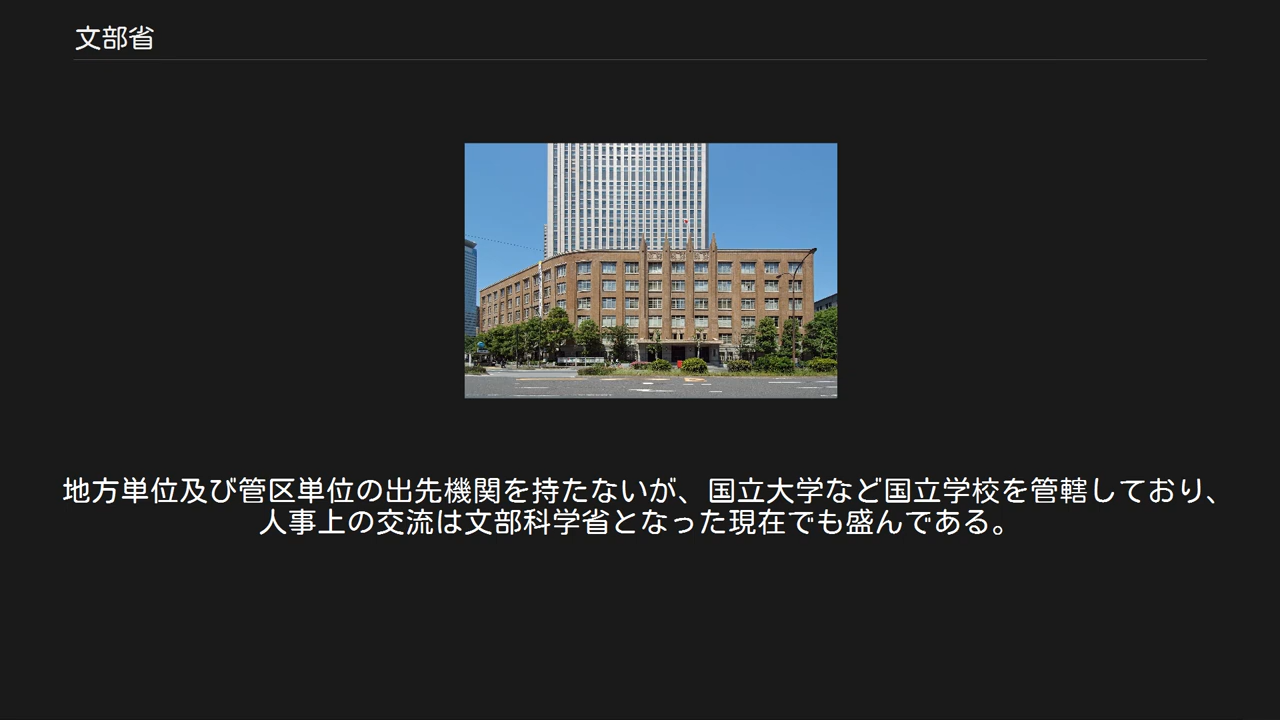 文部省
地方単位及び管区単位の出先機関を持たないが、国立大学など国立学校を管轄しており、
人事上の交流は文部科学省となった現在でも盛んである。